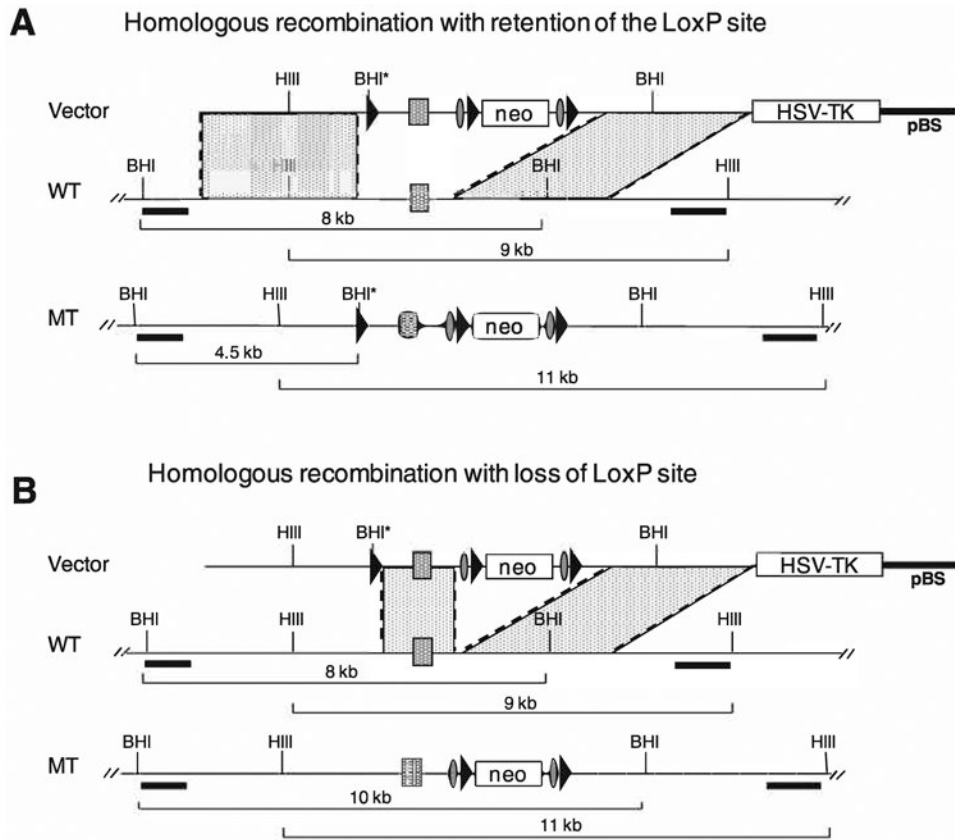 A Homologous recombination with retention of the LoxP site
HIII BHI* BHI
Vector neo HSV-TK
pBS
BHI HIII BHI HIII
WT
8 kb
9 kb
BHI HIII BHI* BHI HIII
MT neo
4.5 kb
11 kb
Homologous recombination with loss of LoxP site
B
HIII BHI* BHI
Vector neo HSV-TK
pBS
BHI HIII BHI HIII
WT
8 kb
9 kb
BHI HIII BHI HIII
MT neo
10 kb
11 kb